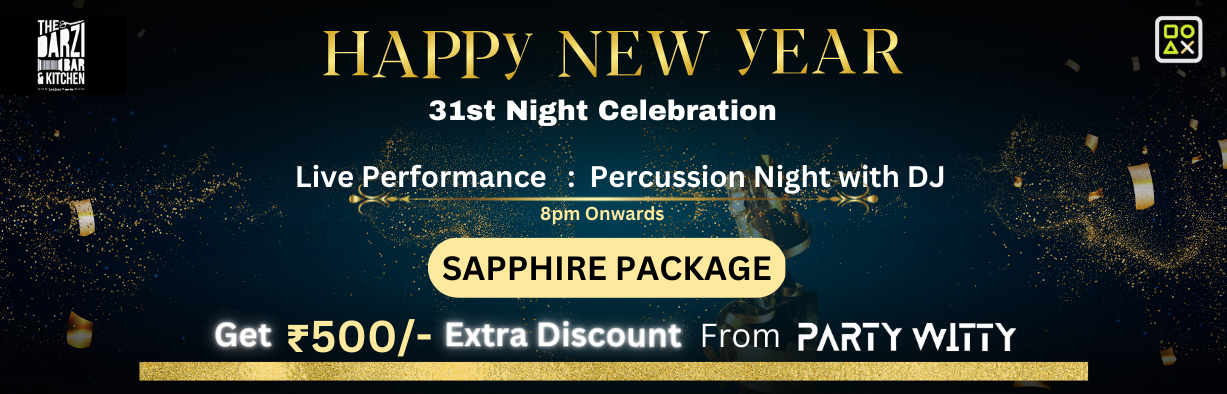 THE
DARZI
BAR
& KITCHEN
HAPPy NEW yEAR
31st Night Celebration
Live Performance : Percussion Night with DJ
8pm Onwards
SAPPHIRE PACKAGE
Get ₹500/- Extra Discount From PARTY WITTY